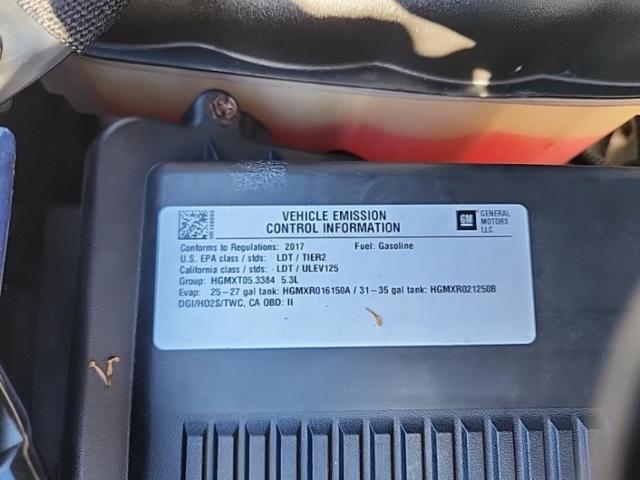 VEHICLE EMISSION
CONTROL INFORMATION
GM
GENERAL
MOTORS
LLC
Conforms to Regulations: 2017 Fuel: Gasoline
U.S. EPA class / stds: LDT / TIER2
California class / stds: LDT / ULEV125
Group: HGMXT05.3384 5.3L
Evap: 25-27 gal tank: HGMXR016150A / 31-35 gal tank: HGMXR021250B
DGI/HO2S/TWC, CA OBD: II